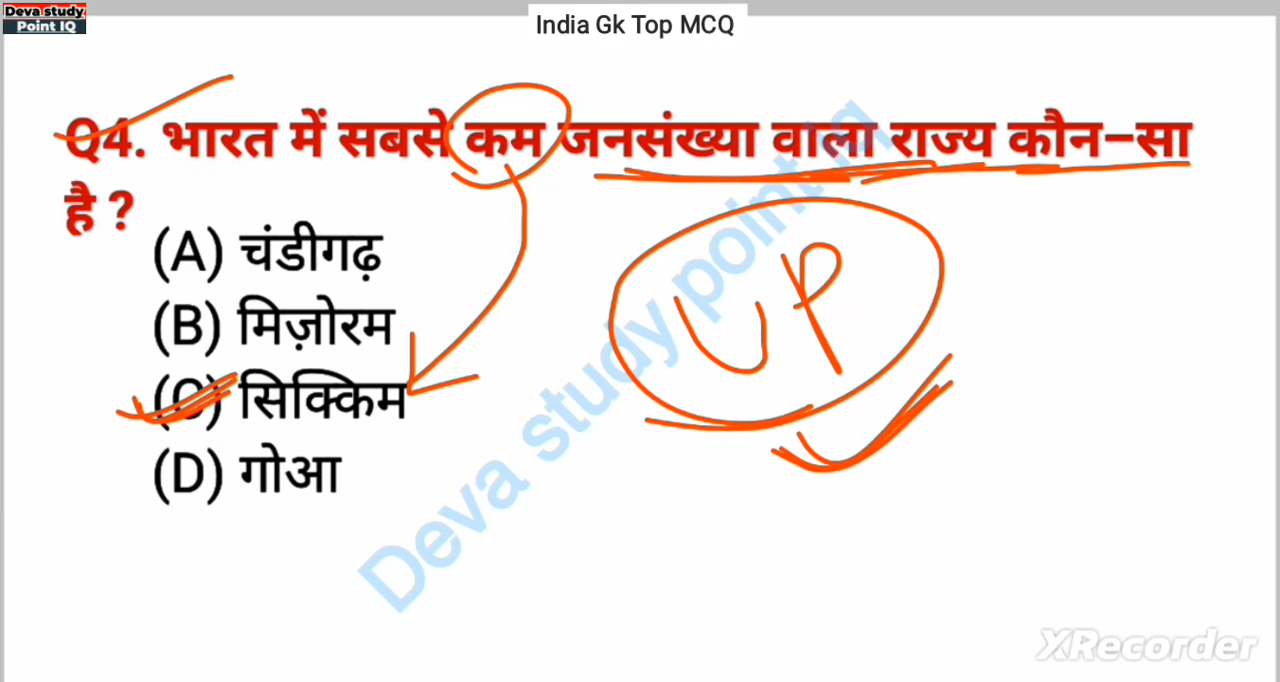 Deva study
Point IQ
India Gk Top MCQ
Q4. भारत में सबसे कम जनसंख्या वाला राज्य कौन–सा
है ?
(A) चंडीगढ़
(B) मिज़ोरम
(C) सिक्किम
(D) गोआ
UP
Deva study point iq
XRecorder